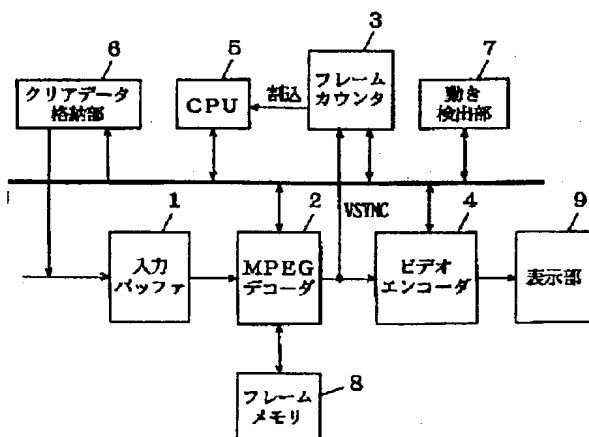 6
5
3
7
クリアデータ
格納部
CPU
割込
フレーム
カウンタ
動き
検出部
1
2
VSYNC
4
9
入力
バッファ
MPEG
デコーダ
ビデオ
エンコーダ
表示部
8
フレーム
メモリ